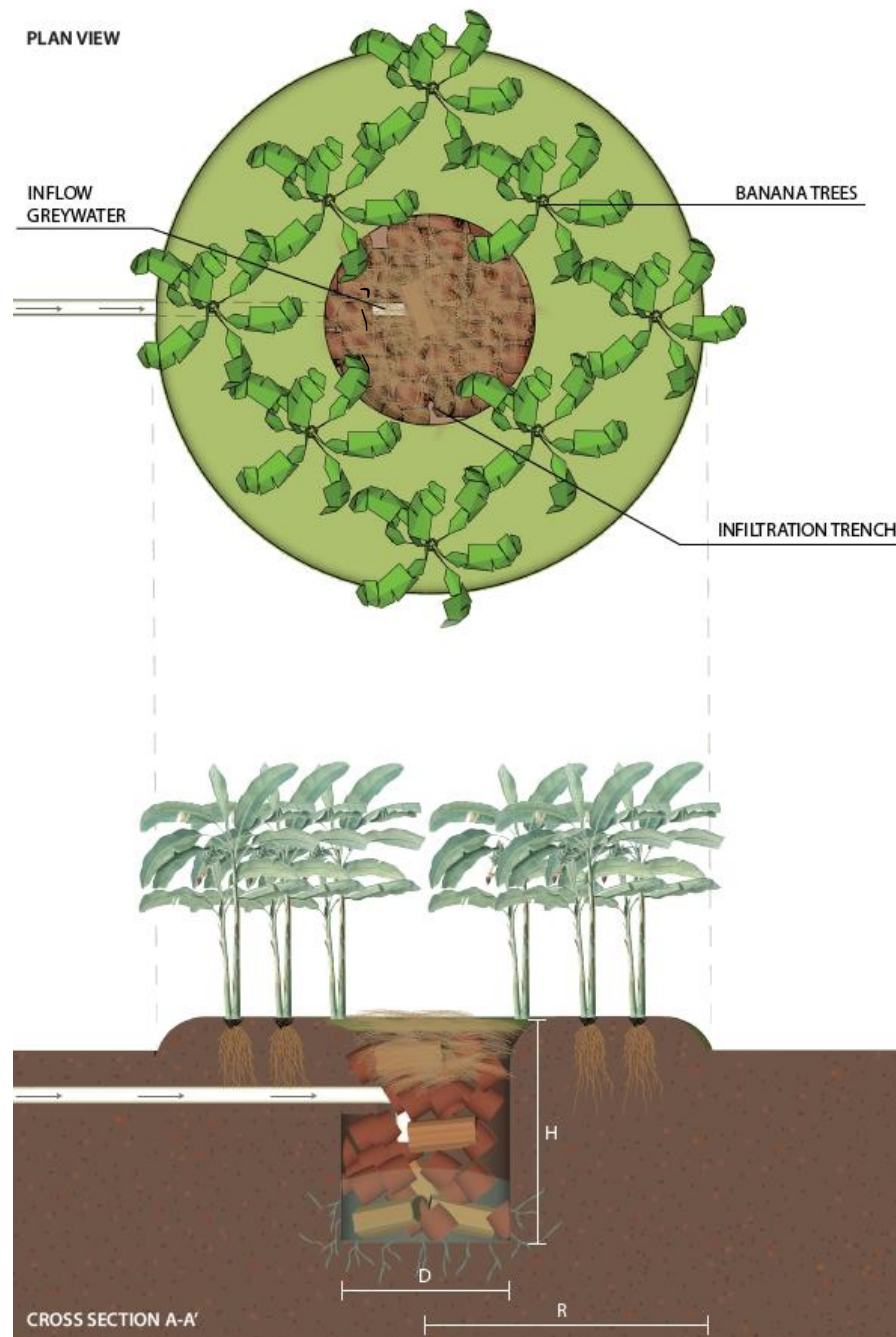 PLAN VIEW
INFLOW
GREYWATER
BANANA TREES
INFILTRATION TRENCH
H
D
R
CROSS SECTION A-A'